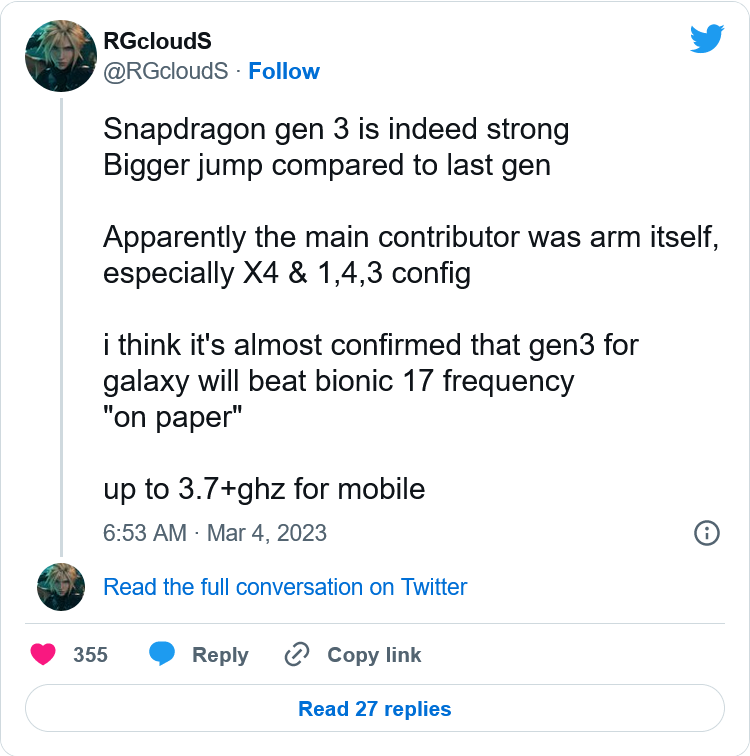 RGcloudS
@RGcloudS · Follow
Snapdragon gen 3 is indeed strong
Bigger jump compared to last gen
Apparently the main contributor was arm itself,
especially X4 & 1,4,3 config
i think it's almost confirmed that gen3 for
galaxy will beat bionic 17 frequency
"on paper"
up to 3.7+ghz for mobile
6:53 AM · Mar 4, 2023
Read the full conversation on Twitter
355 Reply Copy link
Read 27 replies